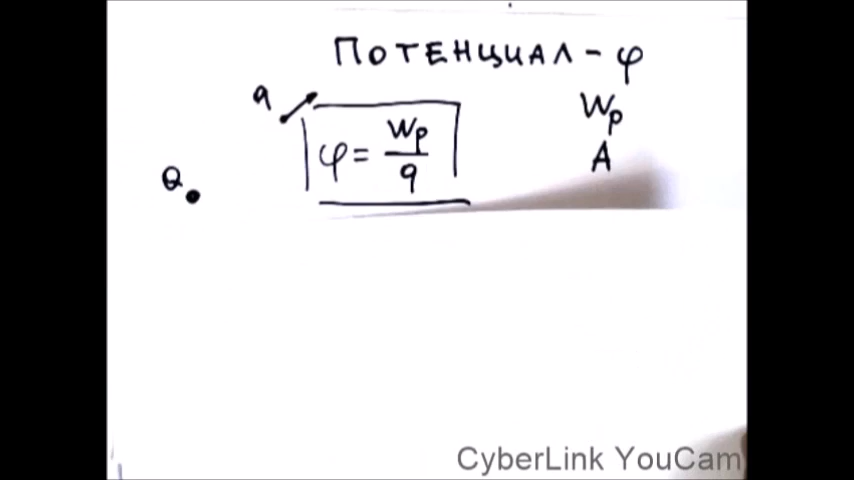 ПОТЕНЦИАЛ - φ
q
Wp
φ = Wp/q
A
Q
CyberLink YouCam